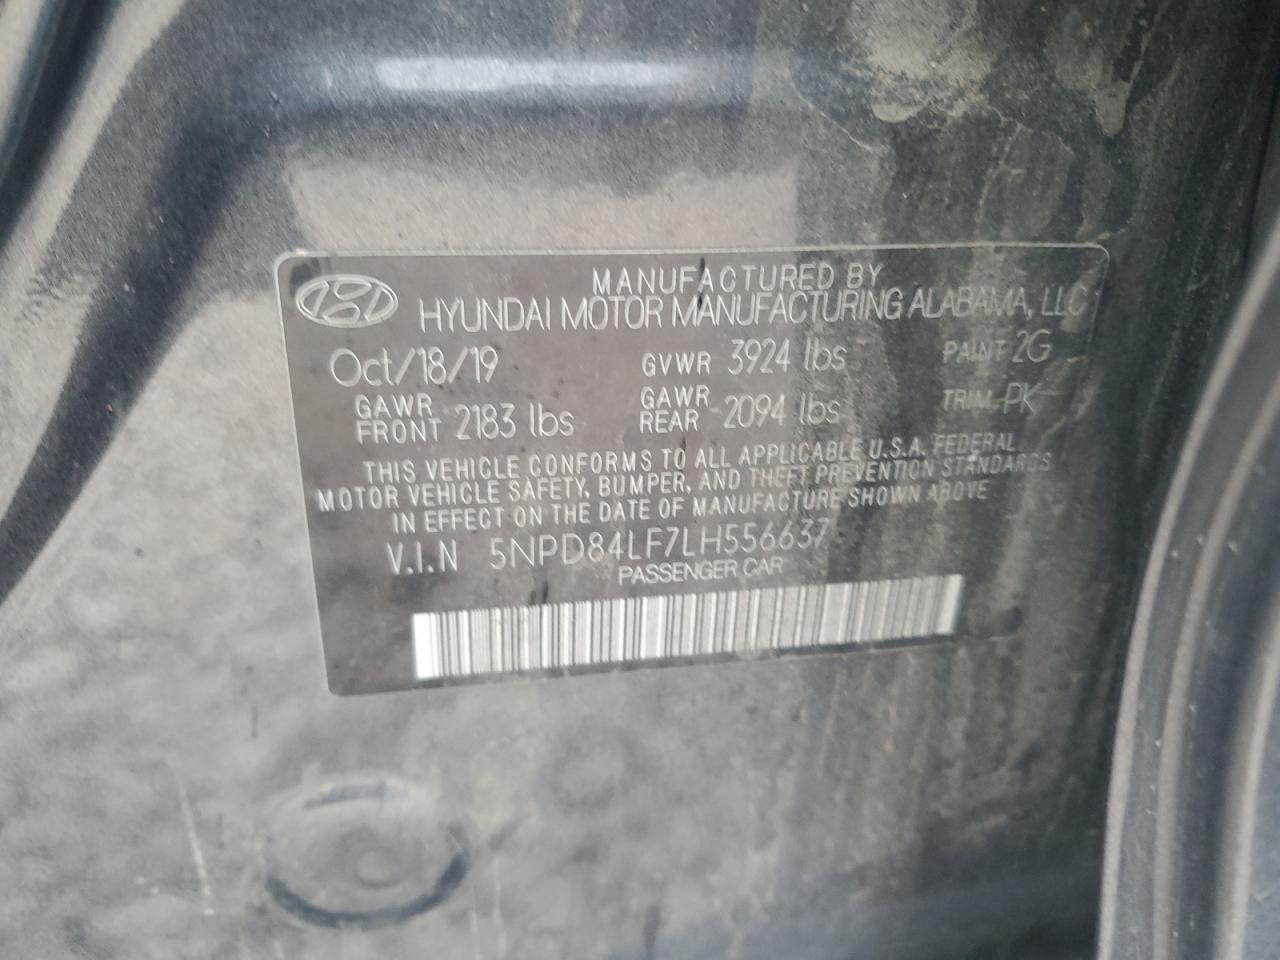 MANUFACTURED BY
HYUNDAI MOTOR MANUFACTURING ALABAMA, LLC
Oct/18/19 GVWR 3924 lbs PAINT 2G
GAWR FRONT 2183 lbs GAWR REAR 2094 lbs TRIM PK
THIS VEHICLE CONFORMS TO ALL APPLICABLE U.S.A. FEDERAL
MOTOR VEHICLE SAFETY, BUMPER, AND THEFT PREVENTION STANDARDS
IN EFFECT ON THE DATE OF MANUFACTURE SHOWN ABOVE
V.I.N 5NPD84LF7LH556637
PASSENGER CAR